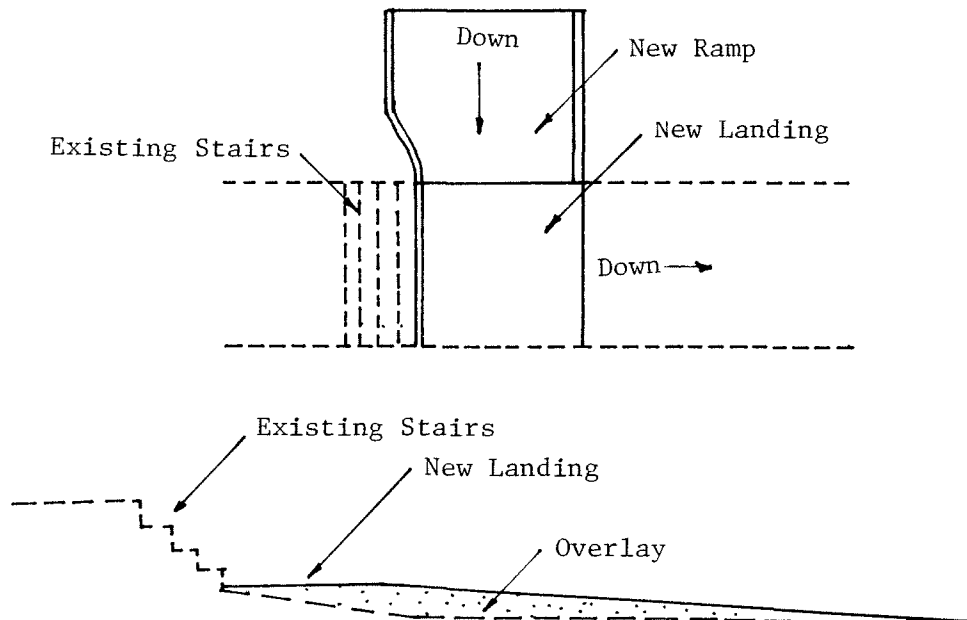 Down
New Ramp
New Landing
Existing Stairs
Down
Existing Stairs
New Landing
Overlay